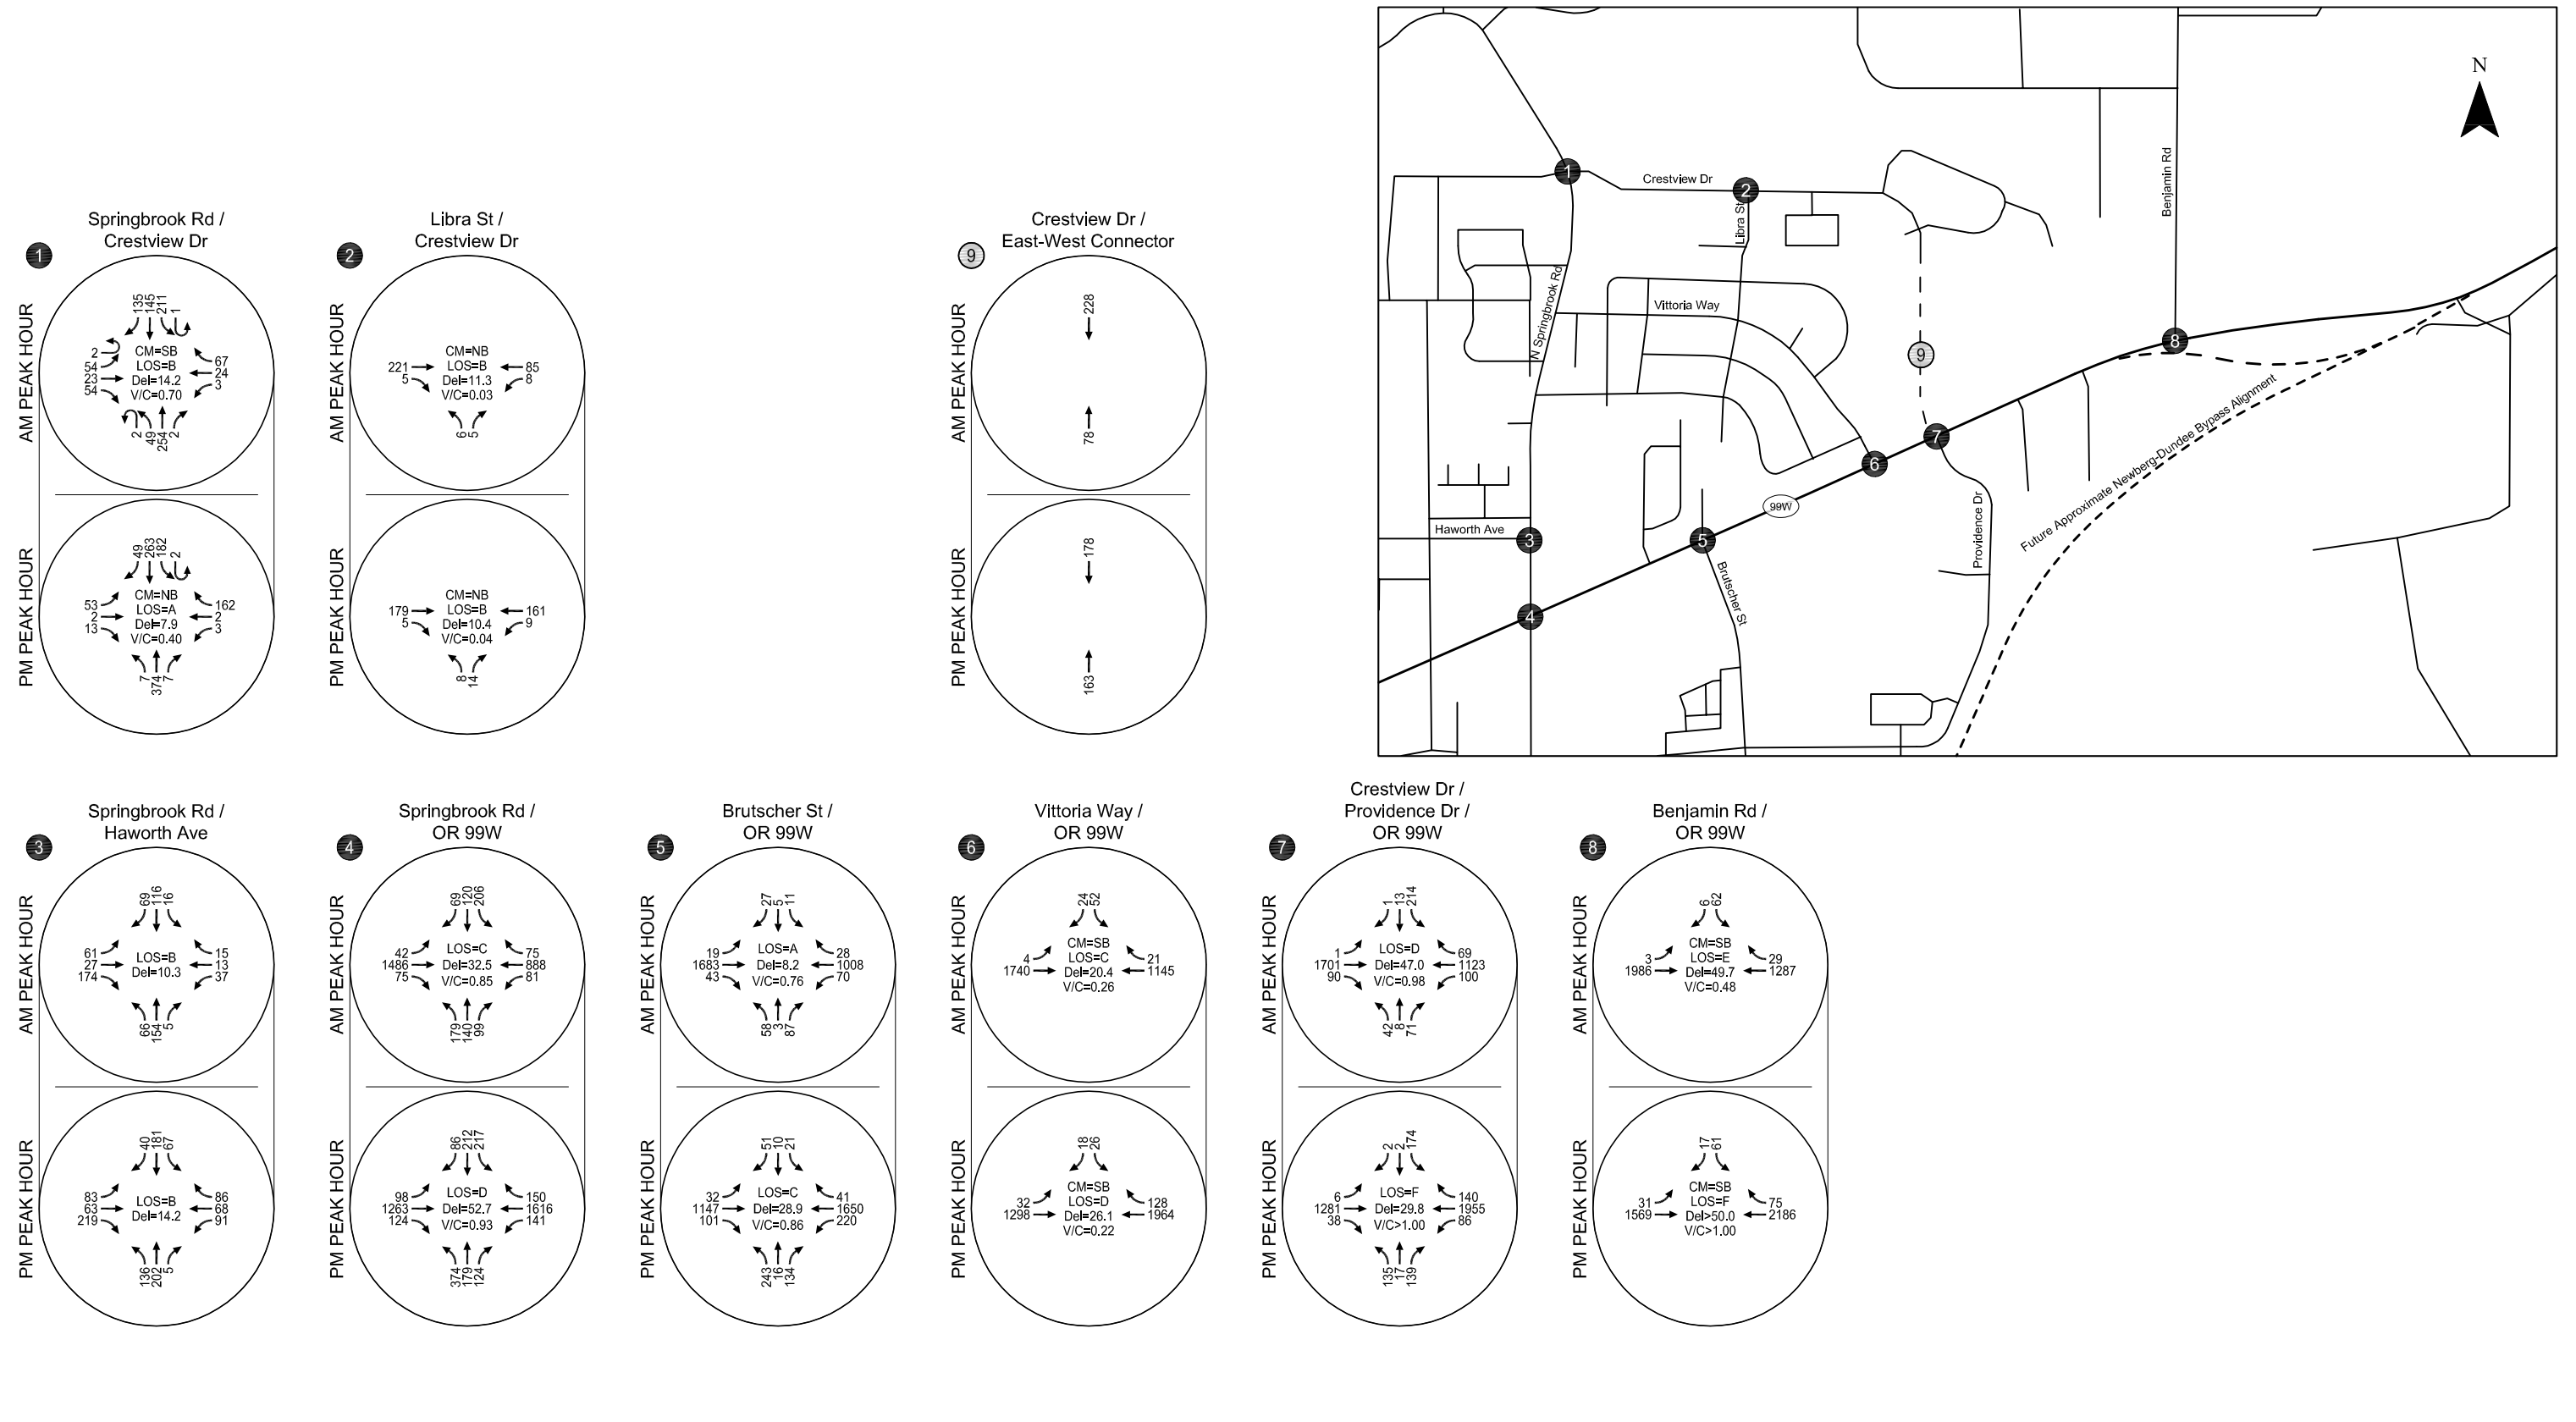 Springbrook Rd /
Crestview Dr
1
AM PEAK HOUR
135
145
211
1
2
54
23
54
CM=SB
LOS=B
Del=14.2
V/C=0.70
67
24
3
2
49
254
2
PM PEAK HOUR
49
263
182
2
53
2
13
CM=NB
LOS=A
Del=7.9
V/C=0.40
162
2
3
7
374
7
Libra St /
Crestview Dr
2
AM PEAK HOUR
221
5
CM=NB
LOS=B
Del=11.3
V/C=0.03
85
8
6
5
PM PEAK HOUR
179
5
CM=NB
LOS=B
Del=10.4
V/C=0.04
161
9
8
14
Crestview Dr /
East-West Connector
9
AM PEAK HOUR
228
78
PM PEAK HOUR
178
163
N
1
Crestview Dr
2
Libra St
Benjamin Rd
N Springbrook Rd
Vittoria Way
8
9
7
6
99W
Haworth Ave
3
5
4
Brutscher St
Providence Dr
Future Approximate Newberg-Dundee Bypass Alignment
Springbrook Rd /
Haworth Ave
3
AM PEAK HOUR
69
116
16
61
27
174
LOS=B
Del=10.3
15
13
37
66
154
5
PM PEAK HOUR
40
181
67
83
63
219
LOS=B
Del=14.2
86
68
91
136
202
5
Springbrook Rd /
OR 99W
4
AM PEAK HOUR
69
120
206
42
1486
75
LOS=C
Del=32.5
V/C=0.85
75
888
81
179
140
99
PM PEAK HOUR
86
212
217
98
1263
124
LOS=D
Del=52.7
V/C=0.93
150
1616
141
374
179
124
Brutscher St /
OR 99W
5
AM PEAK HOUR
27
5
11
19
1683
43
LOS=A
Del=8.2
V/C=0.76
28
1008
70
58
3
87
PM PEAK HOUR
51
10
21
32
1147
101
LOS=C
Del=28.9
V/C=0.86
41
1650
220
243
16
134
Vittoria Way /
OR 99W
6
AM PEAK HOUR
24
52
4
1740
CM=SB
LOS=C
Del=20.4
V/C=0.26
21
1145
PM PEAK HOUR
18
26
32
1298
CM=SB
LOS=D
Del=26.1
V/C=0.22
128
1964
Crestview Dr /
Providence Dr /
OR 99W
7
AM PEAK HOUR
1
13
214
1
1701
90
LOS=D
Del=47.0
V/C=0.98
69
1123
100
42
8
71
PM PEAK HOUR
2
2
174
6
1281
38
LOS=F
Del=29.8
V/C>1.00
140
1955
86
135
17
139
Benjamin Rd /
OR 99W
8
AM PEAK HOUR
6
62
3
1986
CM=SB
LOS=E
Del=49.7
V/C=0.48
29
1287
PM PEAK HOUR
17
61
31
1569
CM=SB
LOS=F
Del>50.0
V/C>1.00
75
2186